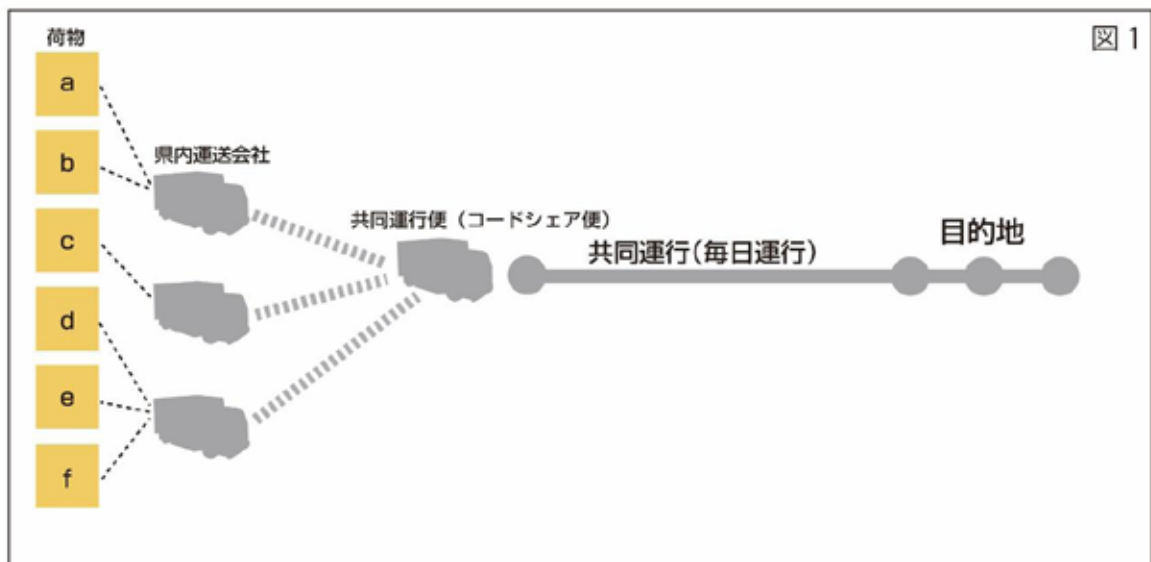 図1
荷物
a
b
県内運送会社
c
共同運行便（コードシェア便）
共同運行（毎日運行）
目的地
d
e
f